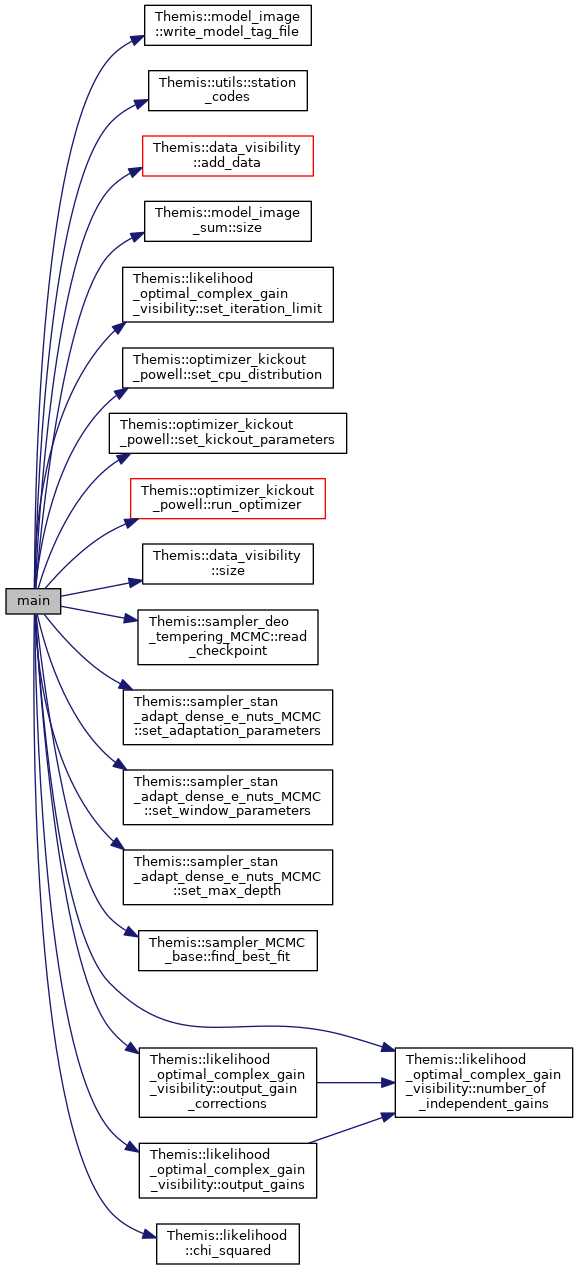 Themis::model_image
::write_model_tag_file
Themis::utils::station
_codes
Themis::data_visibility
::add_data
Themis::model_image
_sum::size
Themis::likelihood
_optimal_complex_gain
_visibility::set_iteration_limit
Themis::optimizer_kickout
_powell::set_cpu_distribution
Themis::optimizer_kickout
_powell::set_kickout_parameters
Themis::optimizer_kickout
_powell::run_optimizer
Themis::data_visibility
::size
main
Themis::sampler_deo
_tempering_MCMC::read
_checkpoint
Themis::sampler_stan
_adapt_dense_e_nuts_MCMC
::set_adaptation_parameters
Themis::sampler_stan
_adapt_dense_e_nuts_MCMC
::set_window_parameters
Themis::sampler_stan
_adapt_dense_e_nuts_MCMC
::set_max_depth
Themis::sampler_MCMC
_base::find_best_fit
Themis::likelihood
_optimal_complex_gain
_visibility::output_gain
_corrections
Themis::likelihood
_optimal_complex_gain
_visibility::number_of
_independent_gains
Themis::likelihood
_optimal_complex_gain
_visibility::output_gains
Themis::likelihood
::chi_squared